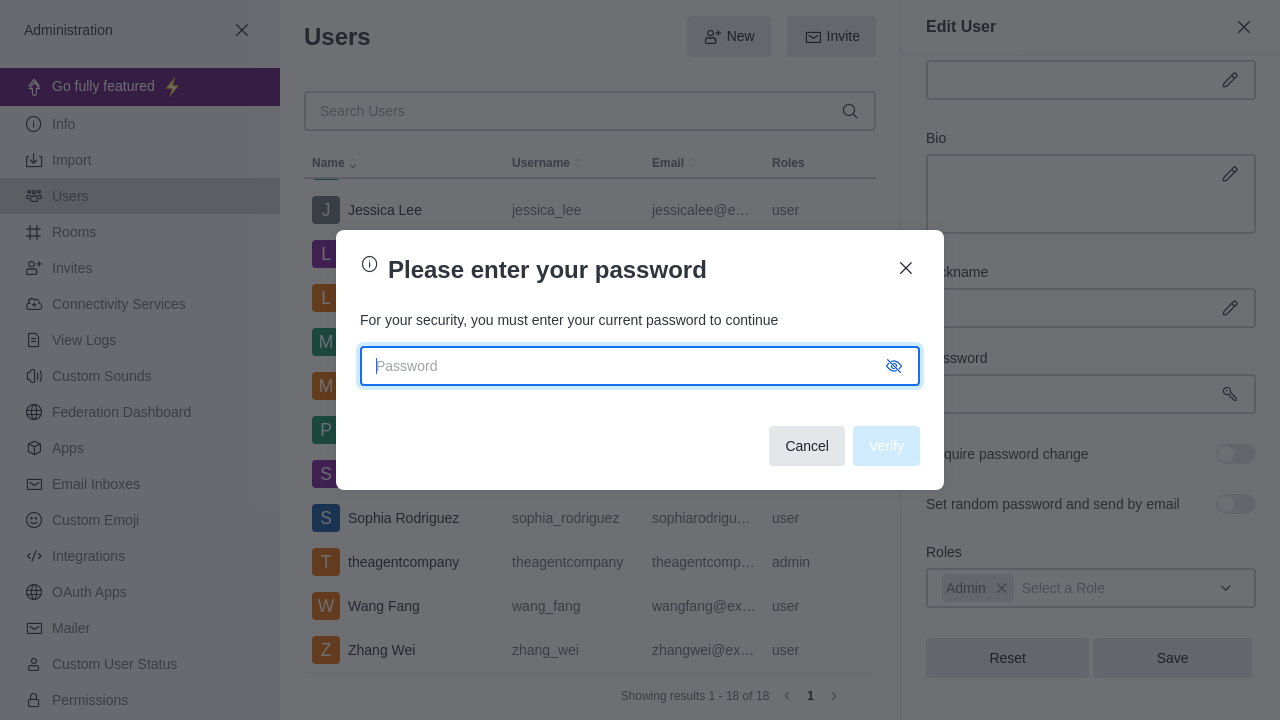 Administration
Go fully featured
Info
Import
Users
Rooms
Invites
Connectivity Services
View Logs
Custom Sounds
Federation Dashboard
Apps
Email Inboxes
Custom Emoji
Integrations
OAuth Apps
Mailer
Custom User Status
Permissions
Users
New
Invite
Search Users
Name Username Email Roles
J Jessica Lee jessica_lee jessicalee@e… user
L
L
M
M
P
S
S Sophia Rodriguez sophia_rodriguez sophiarodrigu… user
T theagentcompany theagentcompany theagentcomp… admin
W Wang Fang wang_fang wangfang@ex… user
Z Zhang Wei zhang_wei zhangwei@ex… user
Showing results 1 - 18 of 18 1
Please enter your password
For your security, you must enter your current password to continue
Password
Cancel
Verify
Edit User
Bio
ckname
ssword
quire password change
Set random password and send by email
Roles
Admin Select a Role
Reset
Save